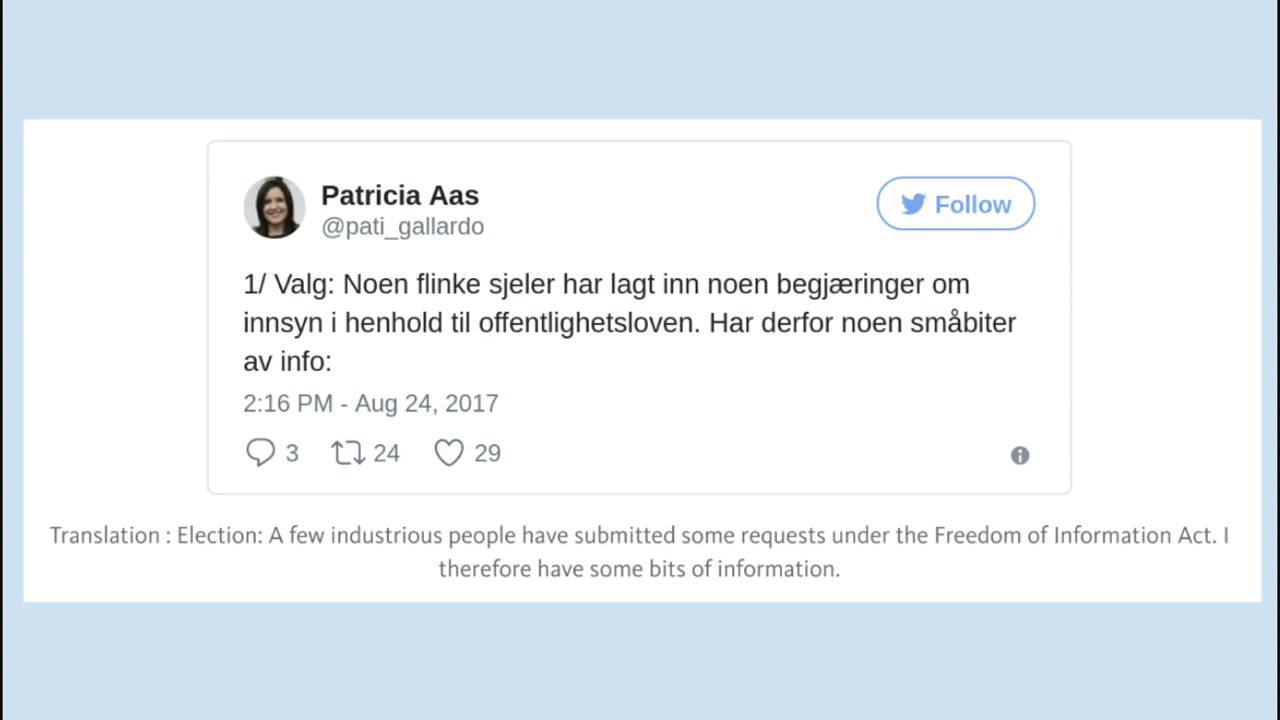 Patricia Aas
@pati_gallardo
Follow
1/ Valg: Noen flinke sjeler har lagt inn noen begjæringer om
innsyn i henhold til offentlighetsloven. Har derfor noen småbiter
av info:
2:16 PM - Aug 24, 2017
3 24 29
Translation : Election: A few industrious people have submitted some requests under the Freedom of Information Act. I
therefore have some bits of information.